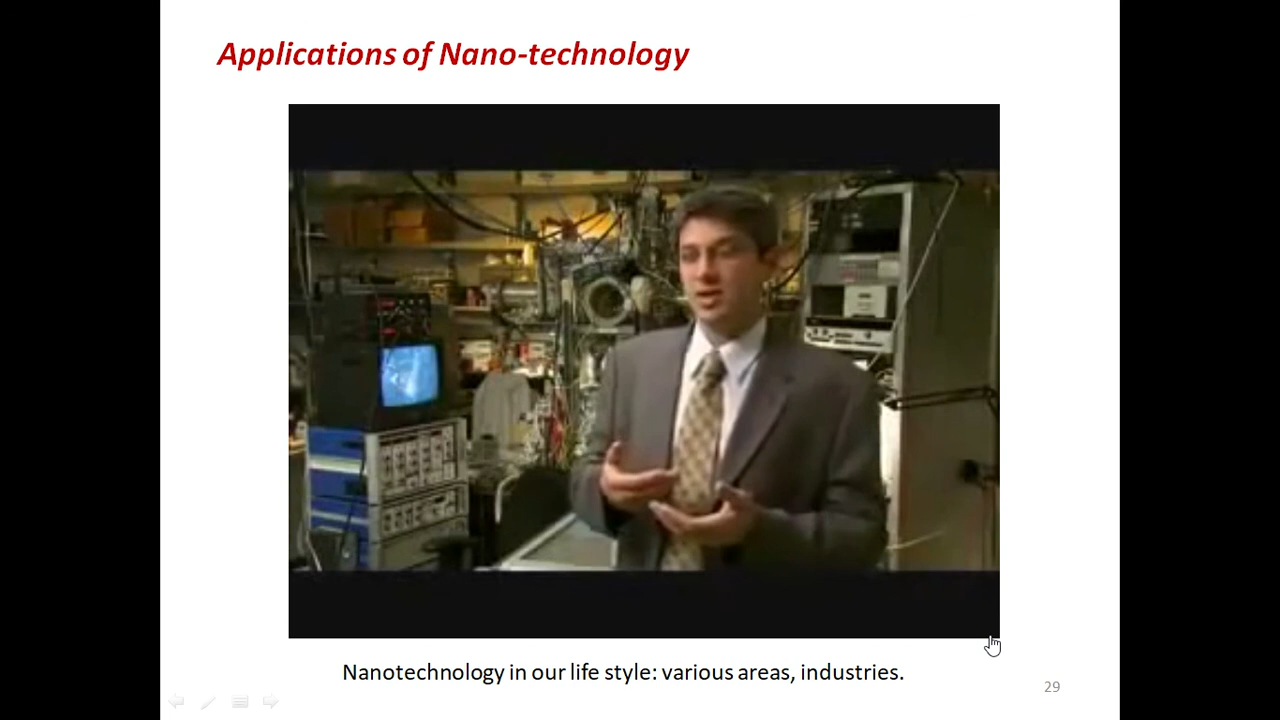 Applications of Nano-technology
Nanotechnology in our life style: various areas, industries.
29